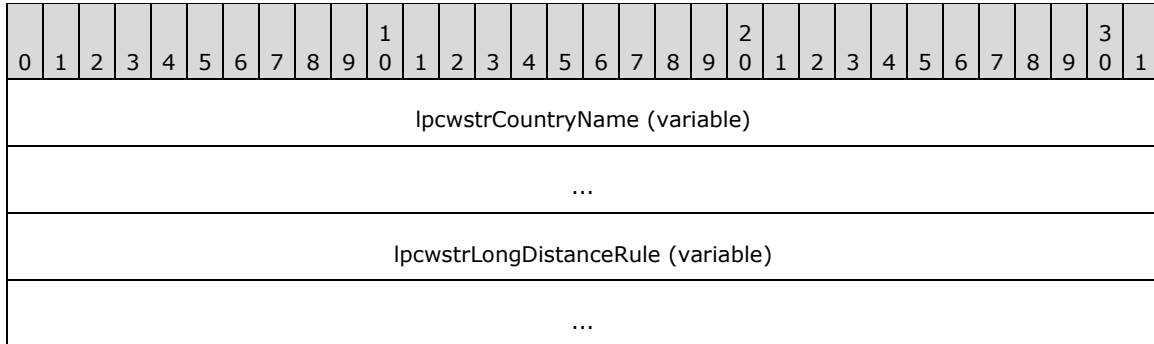 1 2 3
0 1 2 3 4 5 6 7 8 9 0 1 2 3 4 5 6 7 8 9 0 1 2 3 4 5 6 7 8 9 0 1
lpcwstrCountryName (variable)
...
lpcwstrLongDistanceRule (variable)
...